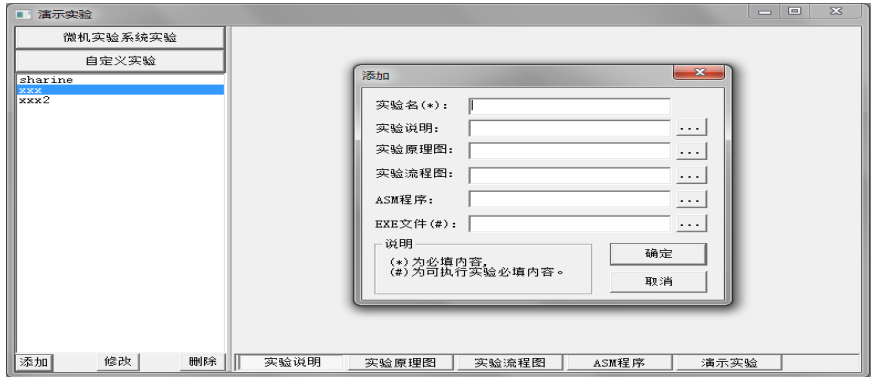 演示实验
微机实验系统实验
自定义实验
sharine
xxx
xxx2
添加
实验名(*):
实验说明:
...
实验原理图:
...
实验流程图:
...
ASM程序:
...
EXE文件(#):
...
说明
(*)为必填内容,
(#)为可执行实验必填内容。
确定
取消
添加 修改 删除 实验说明 实验原理图 实验流程图 ASM程序 演示实验